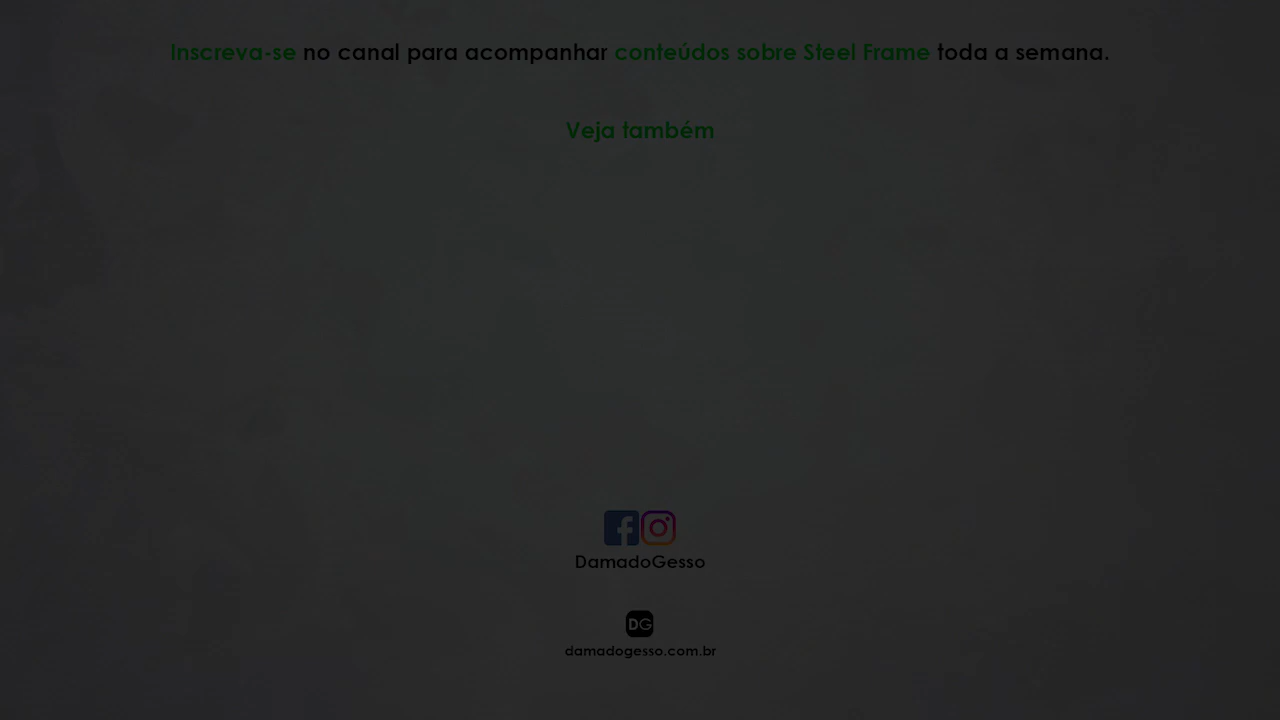 Inscreva-se no canal para acompanhar conteúdos sobre Steel Frame toda a semana.
Veja também
DamadoGesso
DG
damadogesso.com.br